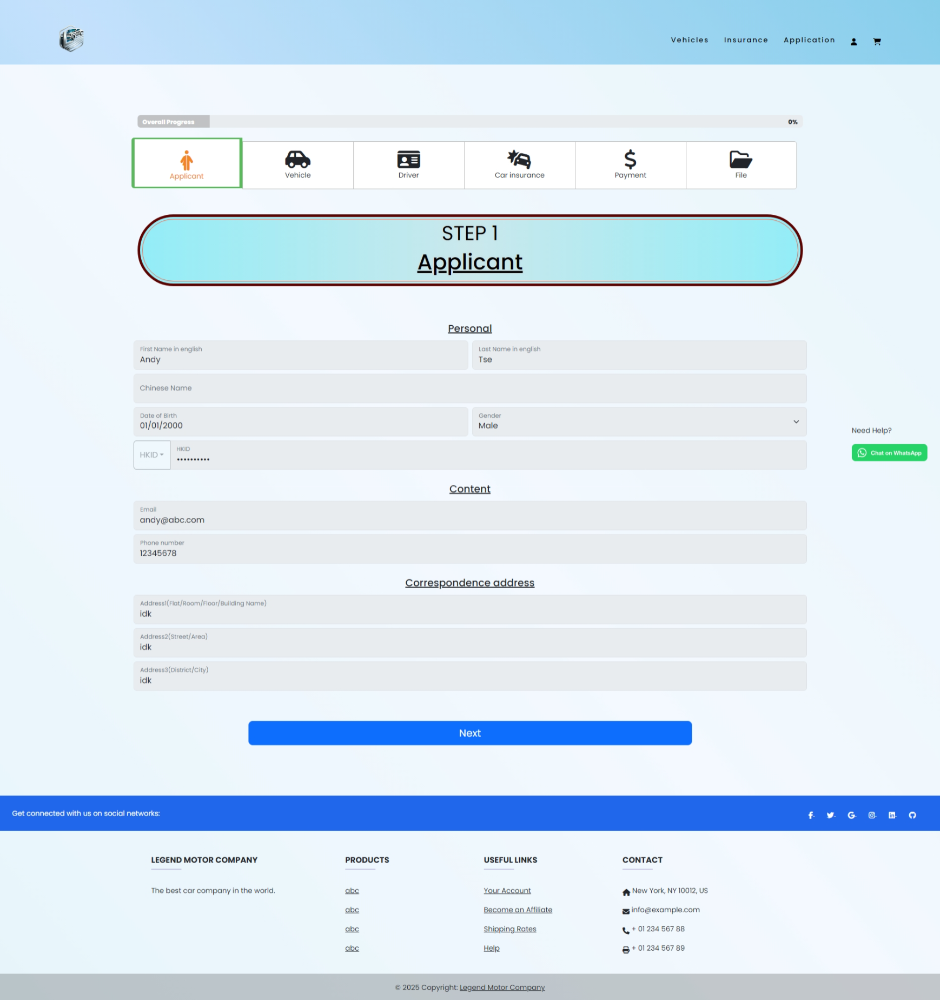 Vehicles Insurance Application
Overall Progress 0%
Applicant Vehicle Driver Car insurance Payment File
STEP 1
Applicant
Personal
First Name in english Last Name in english
Andy Tse
Chinese Name
Date of Birth Gender
01/01/2000 Male
HKID HKID
••••••••••
Need Help?
Chat on WhatsApp
Content
Email
andy@abc.com
Phone number
12345678
Correspondence address
Address1(Flat/Room/Floor/Building Name)
idk
Address2(Street/Area)
idk
Address3(District/City)
idk
Next
Get connected with us on social networks:
LEGEND MOTOR COMPANY
The best car company in the world.
PRODUCTS
abc
abc
abc
abc
USEFUL LINKS
Your Account
Become an Affiliate
Shipping Rates
Help
CONTACT
New York, NY 10012, US
info@example.com
+ 01 234 567 88
+ 01 234 567 89
© 2025 Copyright: Legend Motor Company